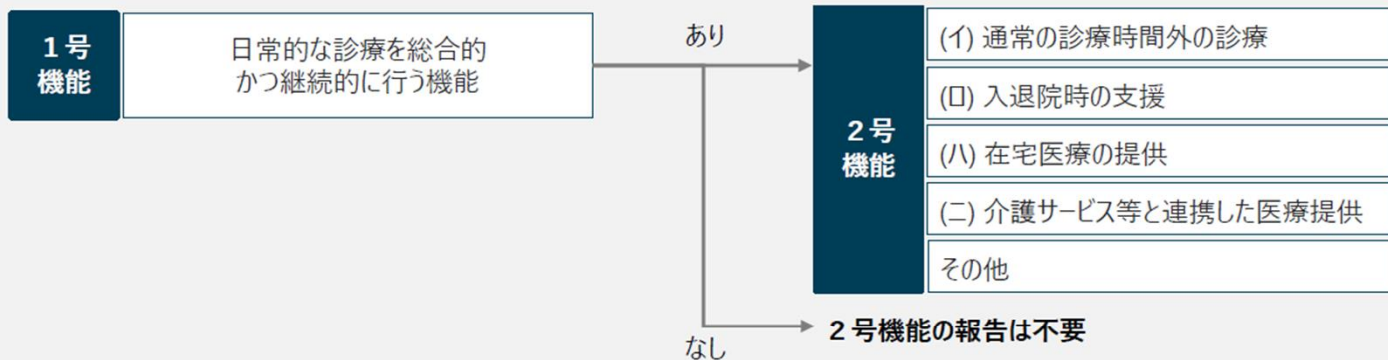 1号
機能
日常的な診療を総合的
かつ継続的に行う機能
あり
2号
機能
(イ) 通常の診療時間外の診療
(ロ) 入退院時の支援
(ハ) 在宅医療の提供
(ニ) 介護サービス等と連携した医療提供
その他
2号機能の報告は不要
なし